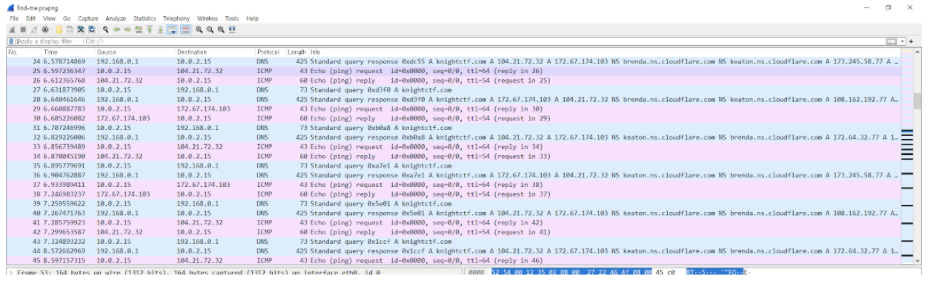 find-me.pcapng
File Edit View Go Capture Analyze Statistics Telephony Wireless Tools Help
Apply a display filter ... <Ctrl-/>
No. Time Source Destination Protocol Length Info
24 6.578714869 192.168.0.1 10.0.2.15 DNS 425 Standard query response 0xdc55 A knightctf.com A 104.21.72.32 A 172.67.174.103 NS brenda.ns.cloudflare.com NS keaton.ns.cloudflare.com A 173.245.58.77 A …
25 6.597236347 10.0.2.15 104.21.72.32 ICMP 43 Echo (ping) request id=0x0000, seq=0/0, ttl=64 (reply in 26)
26 6.612365768 104.21.72.32 10.0.2.15 ICMP 60 Echo (ping) reply id=0x0000, seq=0/0, ttl=54 (request in 25)
27 6.631873905 10.0.2.15 192.168.0.1 DNS 73 Standard query 0xd3f0 A knightctf.com
28 6.640461646 192.168.0.1 10.0.2.15 DNS 425 Standard query response 0xd3f0 A knightctf.com A 172.67.174.103 A 104.21.72.32 NS brenda.ns.cloudflare.com NS keaton.ns.cloudflare.com A 108.162.192.77 A…
29 6.660887783 10.0.2.15 172.67.174.103 ICMP 43 Echo (ping) request id=0x0000, seq=0/0, ttl=64 (reply in 30)
30 6.685226082 172.67.174.103 10.0.2.15 ICMP 60 Echo (ping) reply id=0x0000, seq=0/0, ttl=54 (request in 29)
31 6.787246996 10.0.2.15 192.168.0.1 DNS 73 Standard query 0xb0a8 A knightctf.com
32 6.829226006 192.168.0.1 10.0.2.15 DNS 425 Standard query response 0xb0a8 A knightctf.com A 172.67.174.103 A 104.21.72.32 NS keaton.ns.cloudflare.com NS brenda.ns.cloudflare.com A 172.64.32.77 A 1…
33 6.856739489 10.0.2.15 104.21.72.32 ICMP 43 Echo (ping) request id=0x0000, seq=0/0, ttl=64 (reply in 34)
34 6.878045190 104.21.72.32 10.0.2.15 ICMP 60 Echo (ping) reply id=0x0000, seq=0/0, ttl=54 (request in 33)
35 6.895779691 10.0.2.15 192.168.0.1 DNS 73 Standard query 0xa7e1 A knightctf.com
36 6.904762887 192.168.0.1 10.0.2.15 DNS 425 Standard query response 0xa7e1 A knightctf.com A 172.67.174.103 A 104.21.72.32 NS keaton.ns.cloudflare.com NS brenda.ns.cloudflare.com A 173.245.58.77 A …
37 6.933989411 10.0.2.15 172.67.174.103 ICMP 43 Echo (ping) request id=0x0000, seq=0/0, ttl=64 (reply in 38)
38 7.246983237 172.67.174.103 10.0.2.15 ICMP 60 Echo (ping) reply id=0x0000, seq=0/0, ttl=54 (request in 37)
39 7.259559622 10.0.2.15 192.168.0.1 DNS 73 Standard query 0x5e01 A knightctf.com
40 7.267471763 192.168.0.1 10.0.2.15 DNS 425 Standard query response 0x5e01 A knightctf.com A 104.21.72.32 A 172.67.174.103 NS keaton.ns.cloudflare.com NS brenda.ns.cloudflare.com A 108.162.192.77 A…
41 7.285759923 10.0.2.15 104.21.72.32 ICMP 43 Echo (ping) request id=0x0000, seq=0/0, ttl=64 (reply in 42)
42 7.299653587 104.21.72.32 10.0.2.15 ICMP 60 Echo (ping) reply id=0x0000, seq=0/0, ttl=54 (request in 41)
43 7.324893232 10.0.2.15 192.168.0.1 DNS 73 Standard query 0x1ccf A knightctf.com
44 8.572662969 192.168.0.1 10.0.2.15 DNS 425 Standard query response 0x1ccf A knightctf.com A 104.21.72.32 A 172.67.174.103 NS keaton.ns.cloudflare.com NS brenda.ns.cloudflare.com A 172.64.32.77 A 1…
45 8.599157315 10.0.2.15 104.21.72.32 ICMP 43 Echo (ping) request id=0x0000, seq=0/0, ttl=64 (reply in 46)
> Frame 53: 164 bytes on wire (1312 bits), 164 bytes captured (1312 bits) on interface eth0, id 0
0000 52 54 00 12 35 02 08 00 27 22 46 4f 08 00 45 c0 RT··5··· '"FO··E·